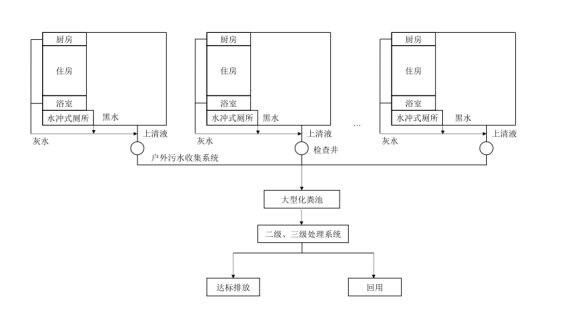 厨房
住房
浴室
水冲式厕所
黑水
灰水
上清液
厨房
住房
浴室
水冲式厕所
黑水
灰水
上清液
...
厨房
住房
浴室
水冲式厕所
黑水
灰水
上清液
户外污水收集系统
检查井
大型化粪池
二级、三级处理系统
达标排放
回用